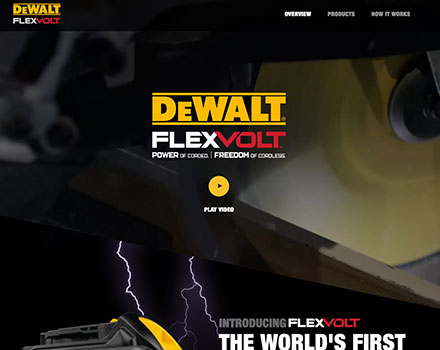 DEWALT
FLEXVOLT
OVERVIEW PRODUCTS HOW IT WORKS
DEWALT
FLEXVOLT
POWER OF CORDED. | FREEDOM OF CORDLESS.
PLAY VIDEO
INTRODUCING FLEXVOLT
THE WORLD'S FIRST